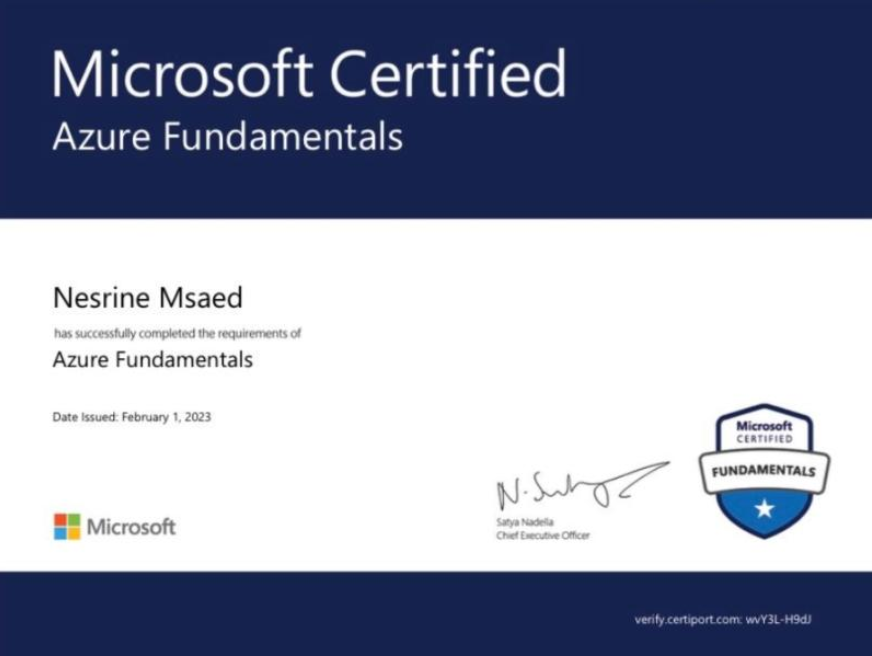 Microsoft Certified
Azure Fundamentals
Nesrine Msaed
has successfully completed the requirements of
Azure Fundamentals
Date Issued: February 1, 2023
Microsoft
CERTIFIED
FUNDAMENTALS
N. Satya
Satya Nadella
Chief Executive Officer
Microsoft
verify.certiport.com: wvY3L-H9dJ